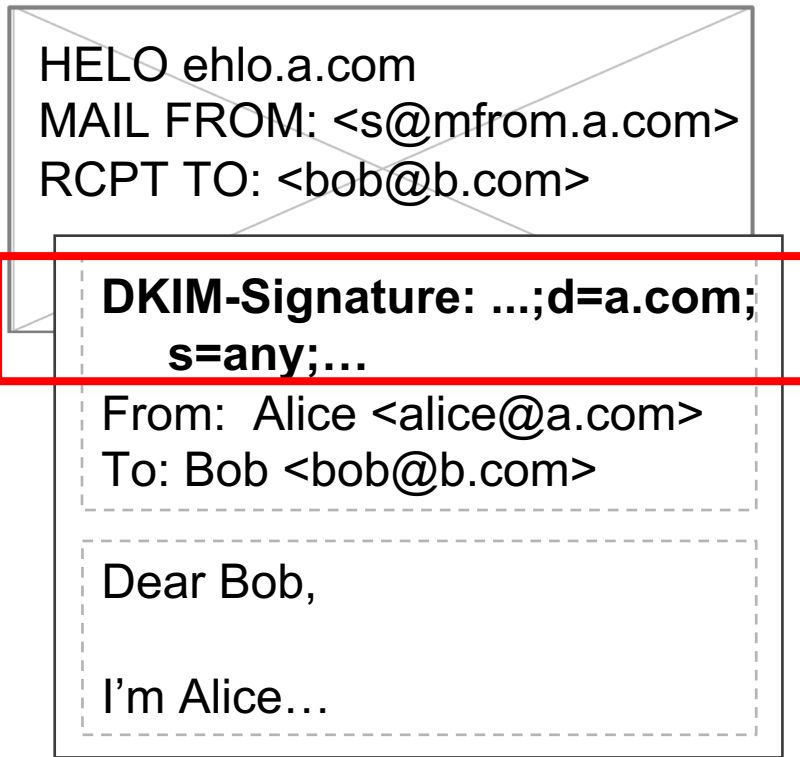 HELO ehlo.a.com
MAIL FROM: <s@mfrom.a.com>
RCPT TO: <bob@b.com>
DKIM-Signature: ...;d=a.com;
s=any;…
From: Alice <alice@a.com>
To: Bob <bob@b.com>
Dear Bob,
I’m Alice…